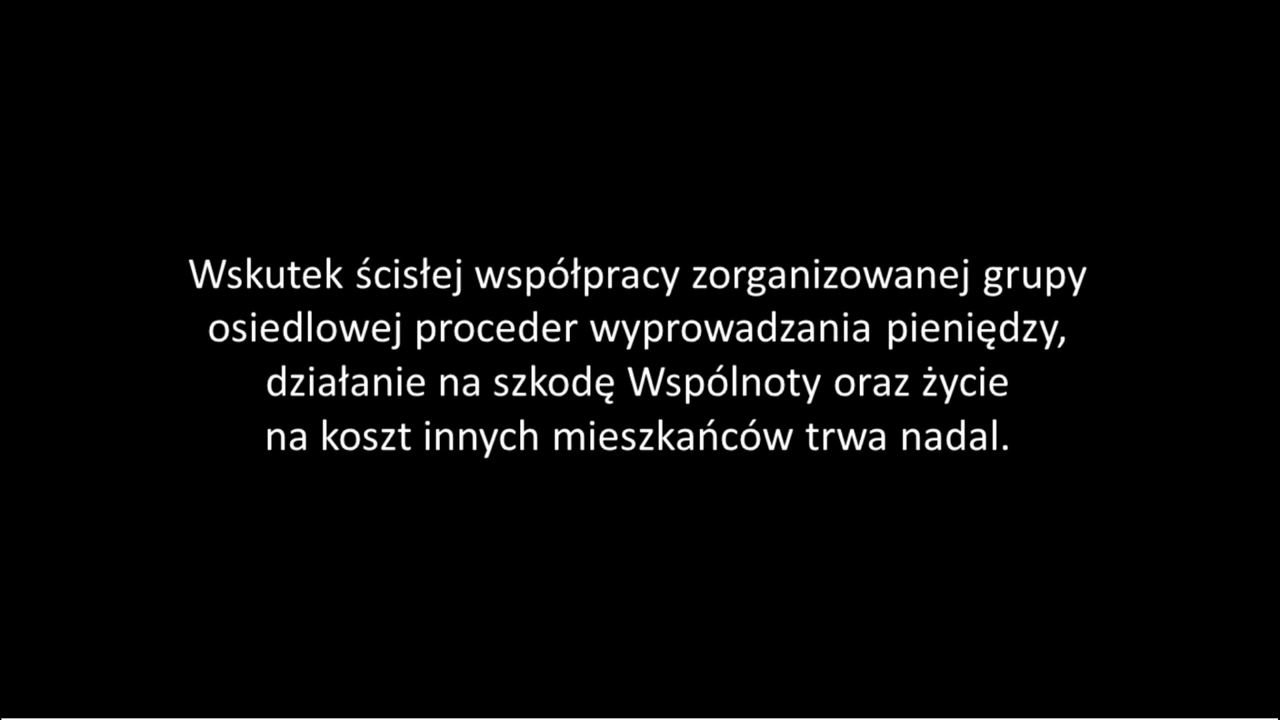 Wskutek ścisłej współpracy zorganizowanej grupy
osiedlowej proceder wyprowadzania pieniędzy,
działanie na szkodę Wspólnoty oraz życie
na koszt innych mieszkańców trwa nadal.